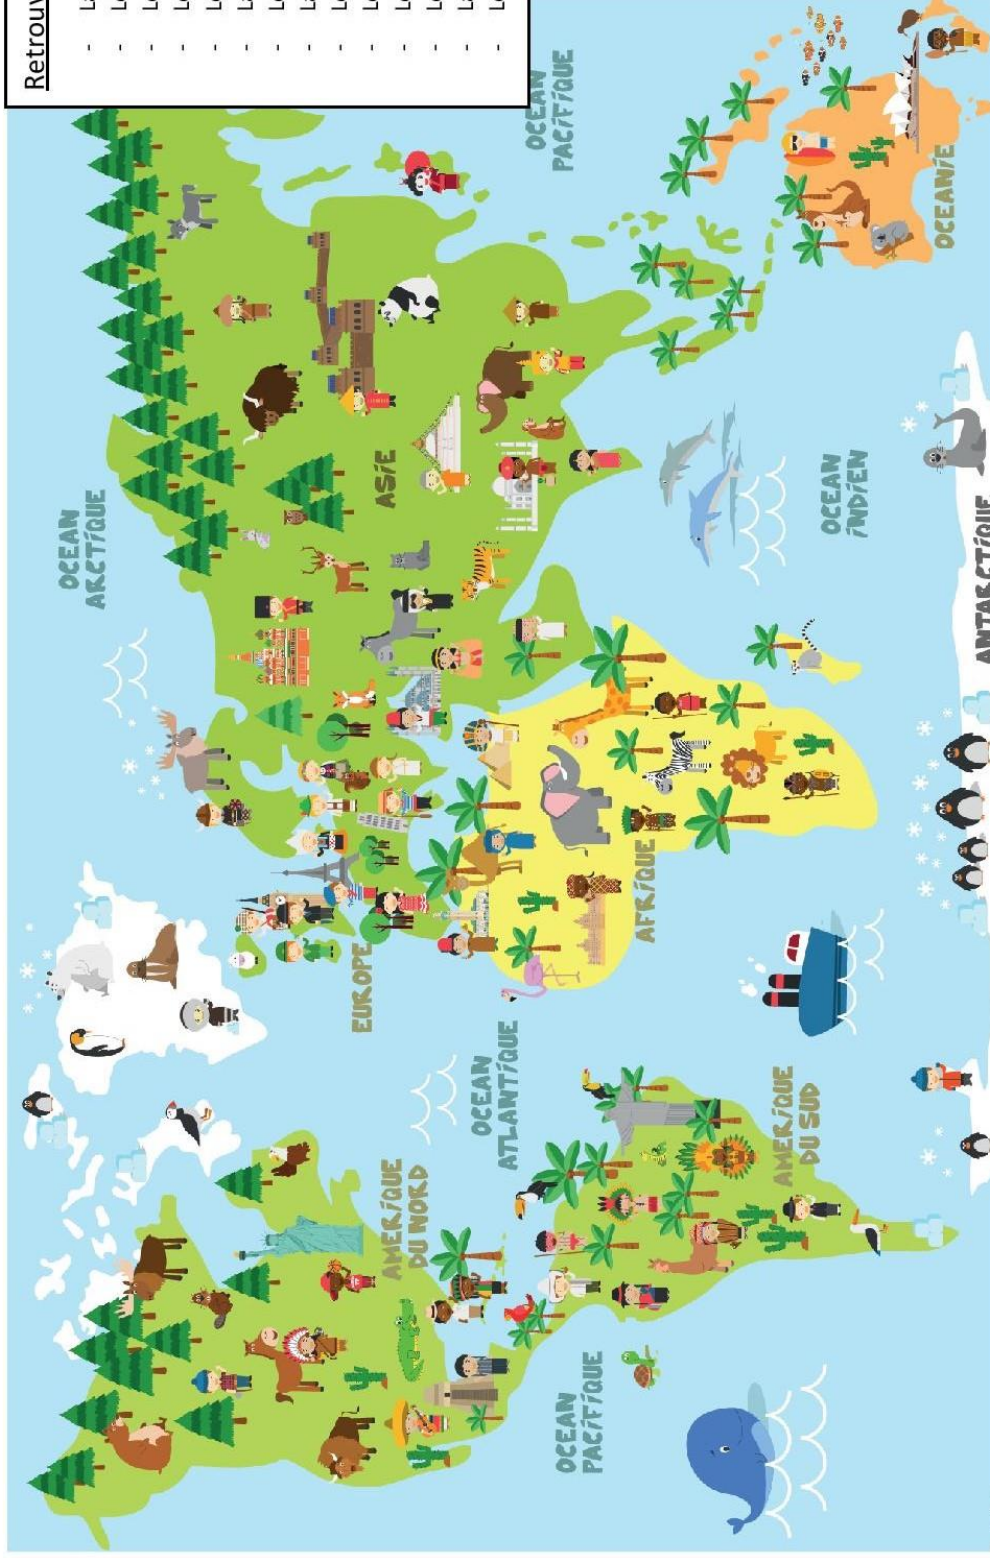 Retrouv
-
-
-
-
-
-
-
-
-
-
-
-
-
-
OCEAN
ARCTIQUE
ASIE
EUROPE
AMERIQUE
DU NORD
OCEAN
ATLANTIQUE
OCEAN
PACIFIQUE
OCEAN
PACIFIQUE
AFRIQUE
AMERIQUE
DU SUD
OCEAN
INDIEN
OCEANIE
ANTARCTIQUE